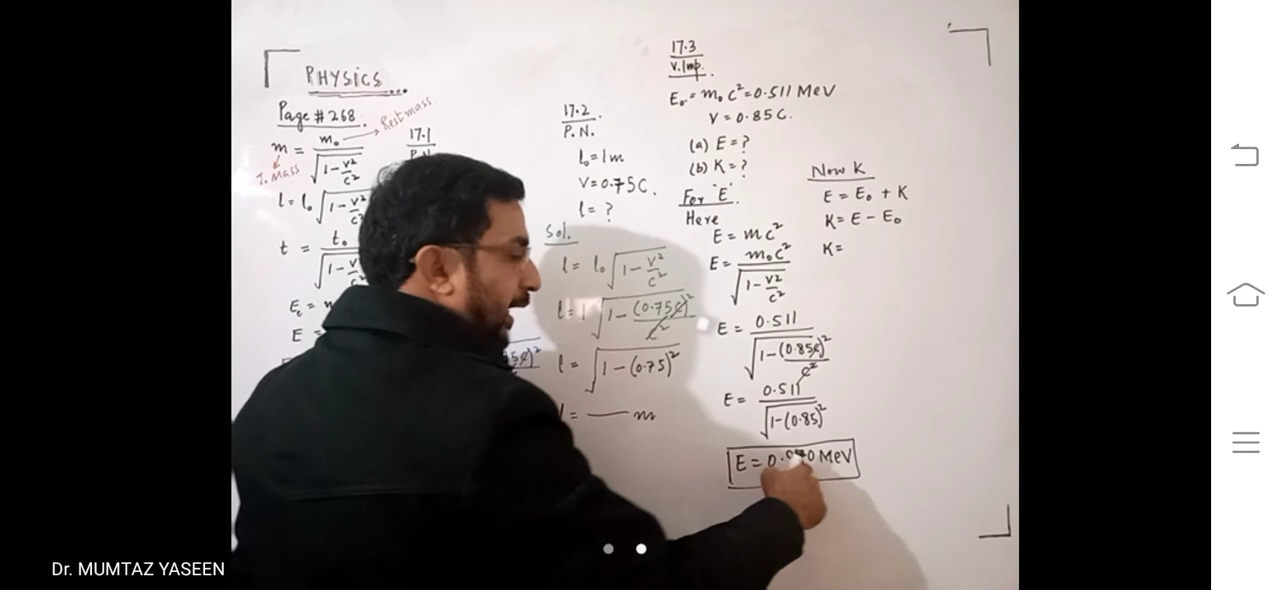 PHYSICS
Page # 268
m = m₀ / √(1 - v²/c²) → Rest mass
T. Mass
l = l₀ √(1 - v²/c²)
t = t₀ / √(1 - v²/c²)
E =
17.1
17.2
P.N.
l₀ = 1m
V = 0.75C.
l = ?
Sol.
l = l₀ √(1 - v²/c²)
l = 1 √(1 - (0.75c)²/c²)
l = √(1 - (0.75)²)
l = — m
17.3
V.Imp.
E₀ = m₀c² = 0.511 MeV
V = 0.85C.
(a) E = ?
(b) K = ?
For "E"
Here
E = mc²
E = m₀c² / √(1 - v²/c²)
E = 0.511 / √(1 - (0.85c)²/c²)
E = 0.511 / √(1 - (0.85)²)
MeV
Now K
E = E₀ + K
K = E - E₀
K =
Dr. MUMTAZ YASEEN